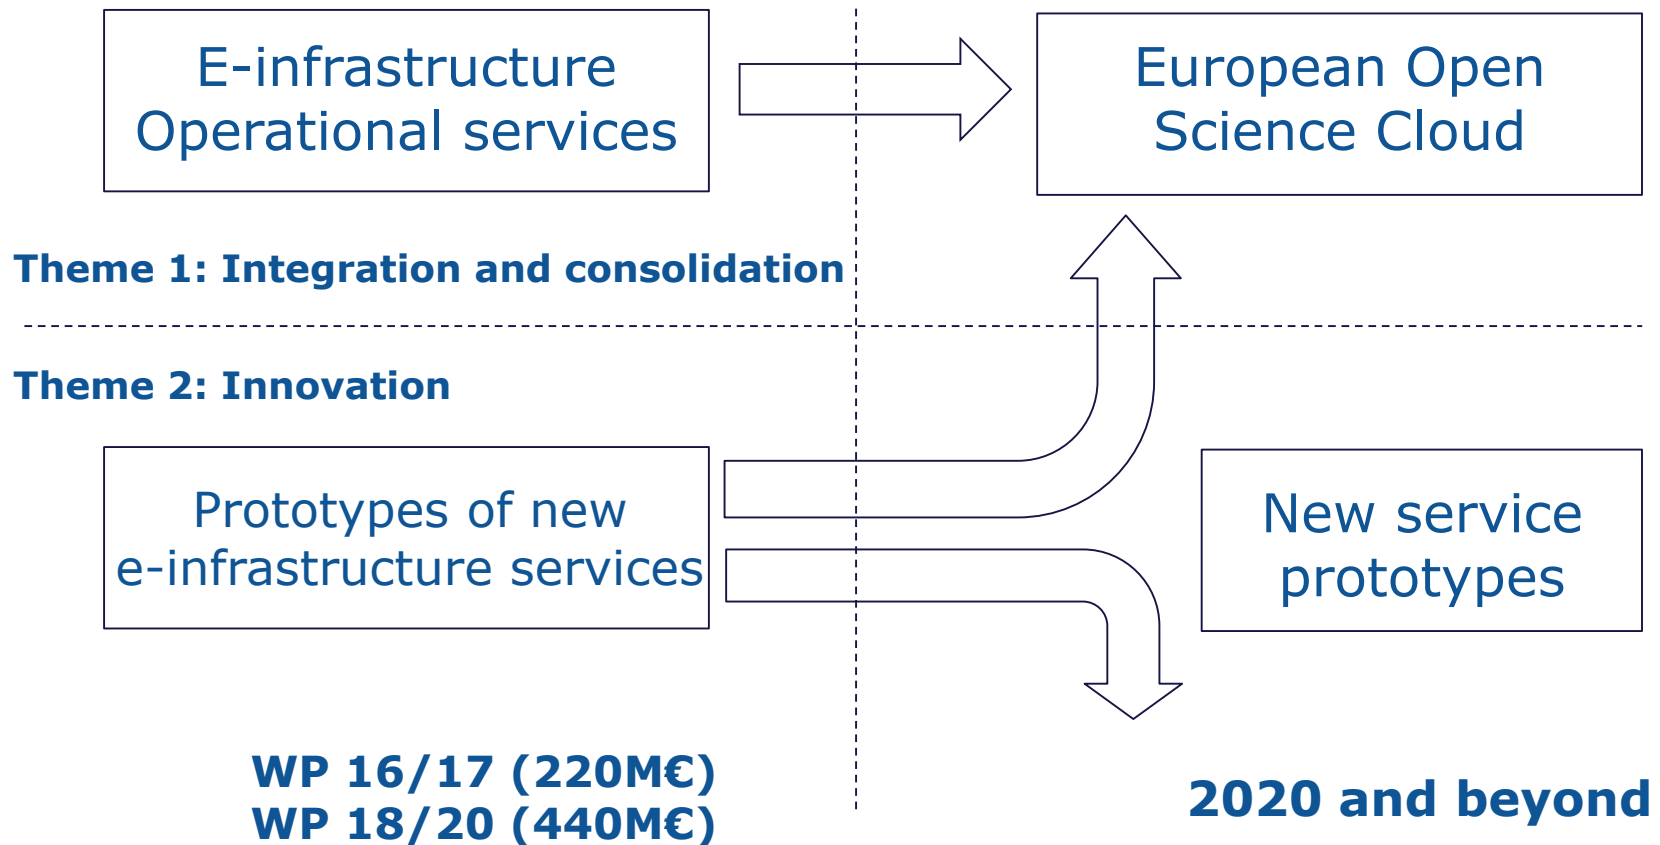 E-infrastructure
Operational services
European Open
Science Cloud
Theme 1: Integration and consolidation
Theme 2: Innovation
Prototypes of new
e-infrastructure services
New service
prototypes
WP 16/17 (220M€)
WP 18/20 (440M€)
2020 and beyond